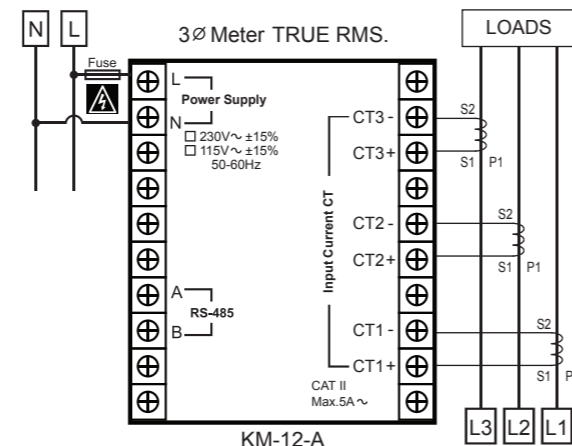 N L
3Ø Meter TRUE RMS.
LOADS
Fuse
L
Power Supply
N
☐ 230V～ ±15%
☐ 115V～ ±15%
50-60Hz
CT3 -
CT3 +
Input Current CT
CT2 -
CT2 +
A
RS-485
B
CT1 -
CT1 +
CAT II
Max.5A～
S2
S1 P1
S2
S1 P1
S2
S1 P
L3 L2 L1
KM-12-A